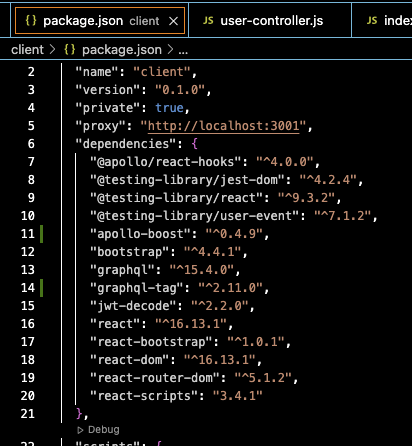 package.json client × user-controller.js inde
client > package.json > ...
2 "name": "client",
3 "version": "0.1.0",
4 "private": true,
5 "proxy": "http://localhost:3001",
6 "dependencies": {
7 "@apollo/react-hooks": "^4.0.0",
8 "@testing-library/jest-dom": "^4.2.4",
9 "@testing-library/react": "^9.3.2",
10 "@testing-library/user-event": "^7.1.2",
11 "apollo-boost": "^0.4.9",
12 "bootstrap": "^4.4.1",
13 "graphql": "^15.4.0",
14 "graphql-tag": "^2.11.0",
15 "jwt-decode": "^2.2.0",
16 "react": "^16.13.1",
17 "react-bootstrap": "^1.0.1",
18 "react-dom": "^16.13.1",
19 "react-router-dom": "^5.1.2",
20 "react-scripts": "3.4.1"
21 },
Debug
22 "scripts": {